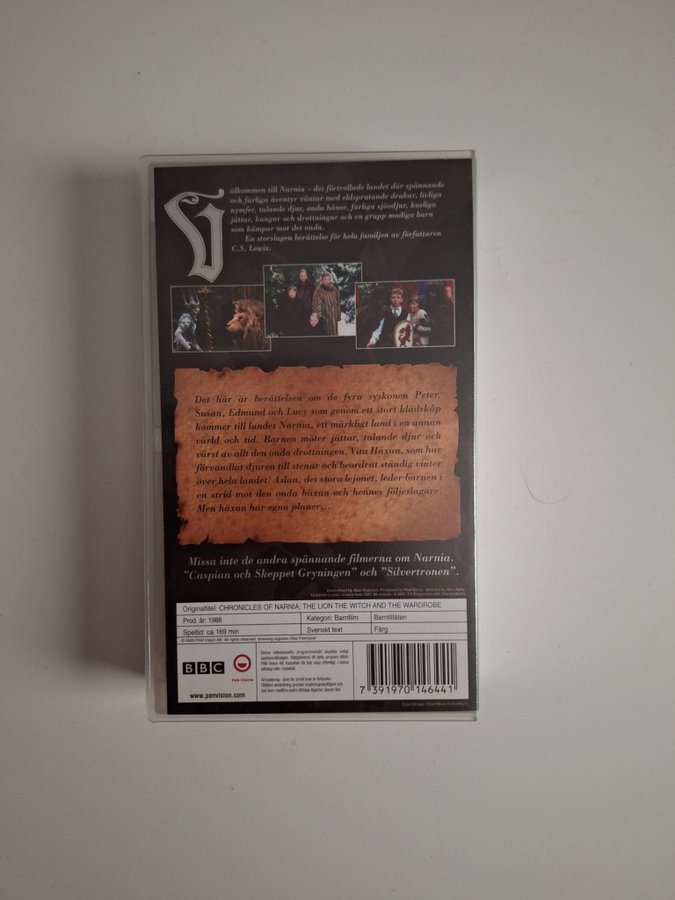 Välkommen till Narnia – det förtrollade landet där spännande
och farliga äventyr väntar med eldsprutande drakar, livliga
nymfer, talande djur, onda häxor, farliga sjöodjur, kusliga
jättar, kungar och drottningar och en grupp modiga barn
som kämpar mot det onda.
En storslagen berättelse för hela familjen av författaren
C.S. Lewis.
Det här är berättelsen om de fyra syskonen Peter,
Susan, Edmund och Lucy som genom ett stort klädskåp
kommer till landet Narnia, ett märkligt land i en annan
värld och tid. Barnen möter jättar, talande djur och
värst av allt den onda drottningen, Vita Häxan, som har
förvandlat djuren till stenar och beordrat ständig vinter
över hela landet! Aslan, det stora lejonet, leder barnen i
en strid mot den onda häxan och hennes följeslagare.
Men häxan har egna planer...
Missa inte de andra spännande filmerna om Narnia.
"Caspian och Skeppet Gryningen" och "Silvertronen".
Originaltitel: CHRONICLES OF NARNIA; THE LION THE WITCH AND THE WARDROBE
Prod. år: 1988 Kategori: Barnfilm Barntillåten
Speltid: ca 169 min Svenskt text Färg
BBC
PAN VISION
www.panvision.com
7 391970 146441